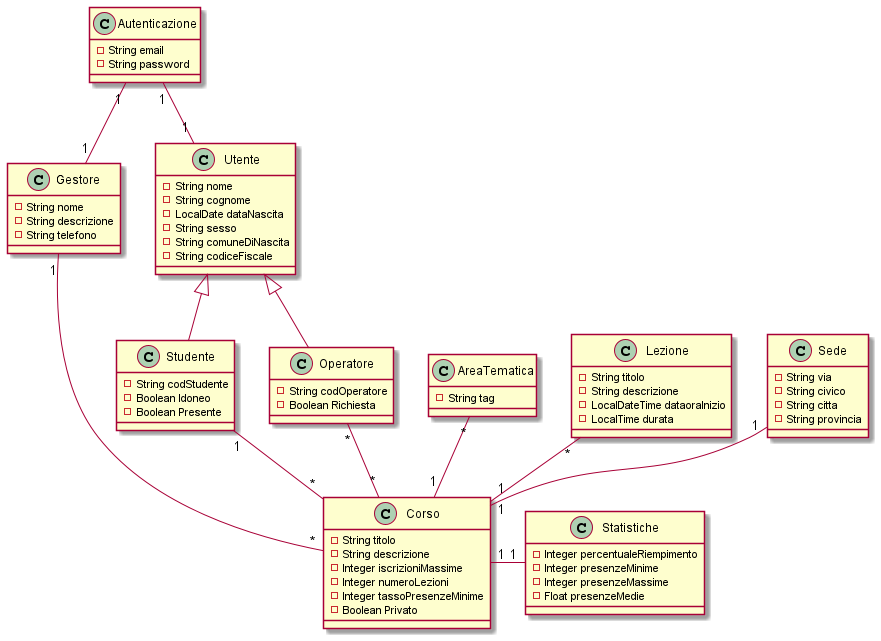 C Autenticazione
String email
String password
1 1
1 1
C Utente
String nome
String cognome
LocalDate dataNascita
String sesso
String comuneDiNascita
String codiceFiscale
C Gestore
String nome
String descrizione
String telefono
1
C Studente
String codStudente
Boolean Idoneo
Boolean Presente
1
C Operatore
String codOperatore
Boolean Richiesta
*
C AreaTematica
String tag
*
C Lezione
String titolo
String descrizione
LocalDateTime dataoraInizio
LocalTime durata
*
C Sede
String via
String civico
String citta
String provincia
1
* * 1 1
1
*
C Corso
String titolo
String descrizione
Integer iscrizioniMassime
Integer numeroLezioni
Integer tassoPresenzeMinime
Boolean Privato
1 1
C Statistiche
Integer percentualeRiempimento
Integer presenzeMinime
Integer presenzeMassime
Float presenzeMedie